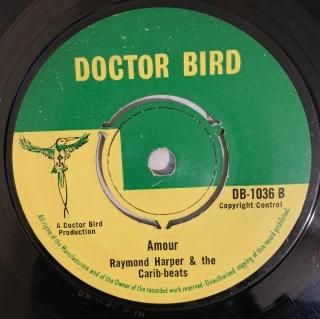 DOCTOR BIRD
DB-1036 B
Copyright Control
A Doctor Bird
Production
Amour
Raymond Harper & the
Carib-beats
All rights of the Manufacturers and of the Owner of the recorded work reserved · Unauthorised copying of this record prohibited.